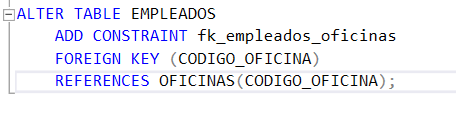 ALTER TABLE EMPLEADOS
ADD CONSTRAINT fk_empleados_oficinas
FOREIGN KEY (CODIGO_OFICINA)
REFERENCES OFICINAS(CODIGO_OFICINA);